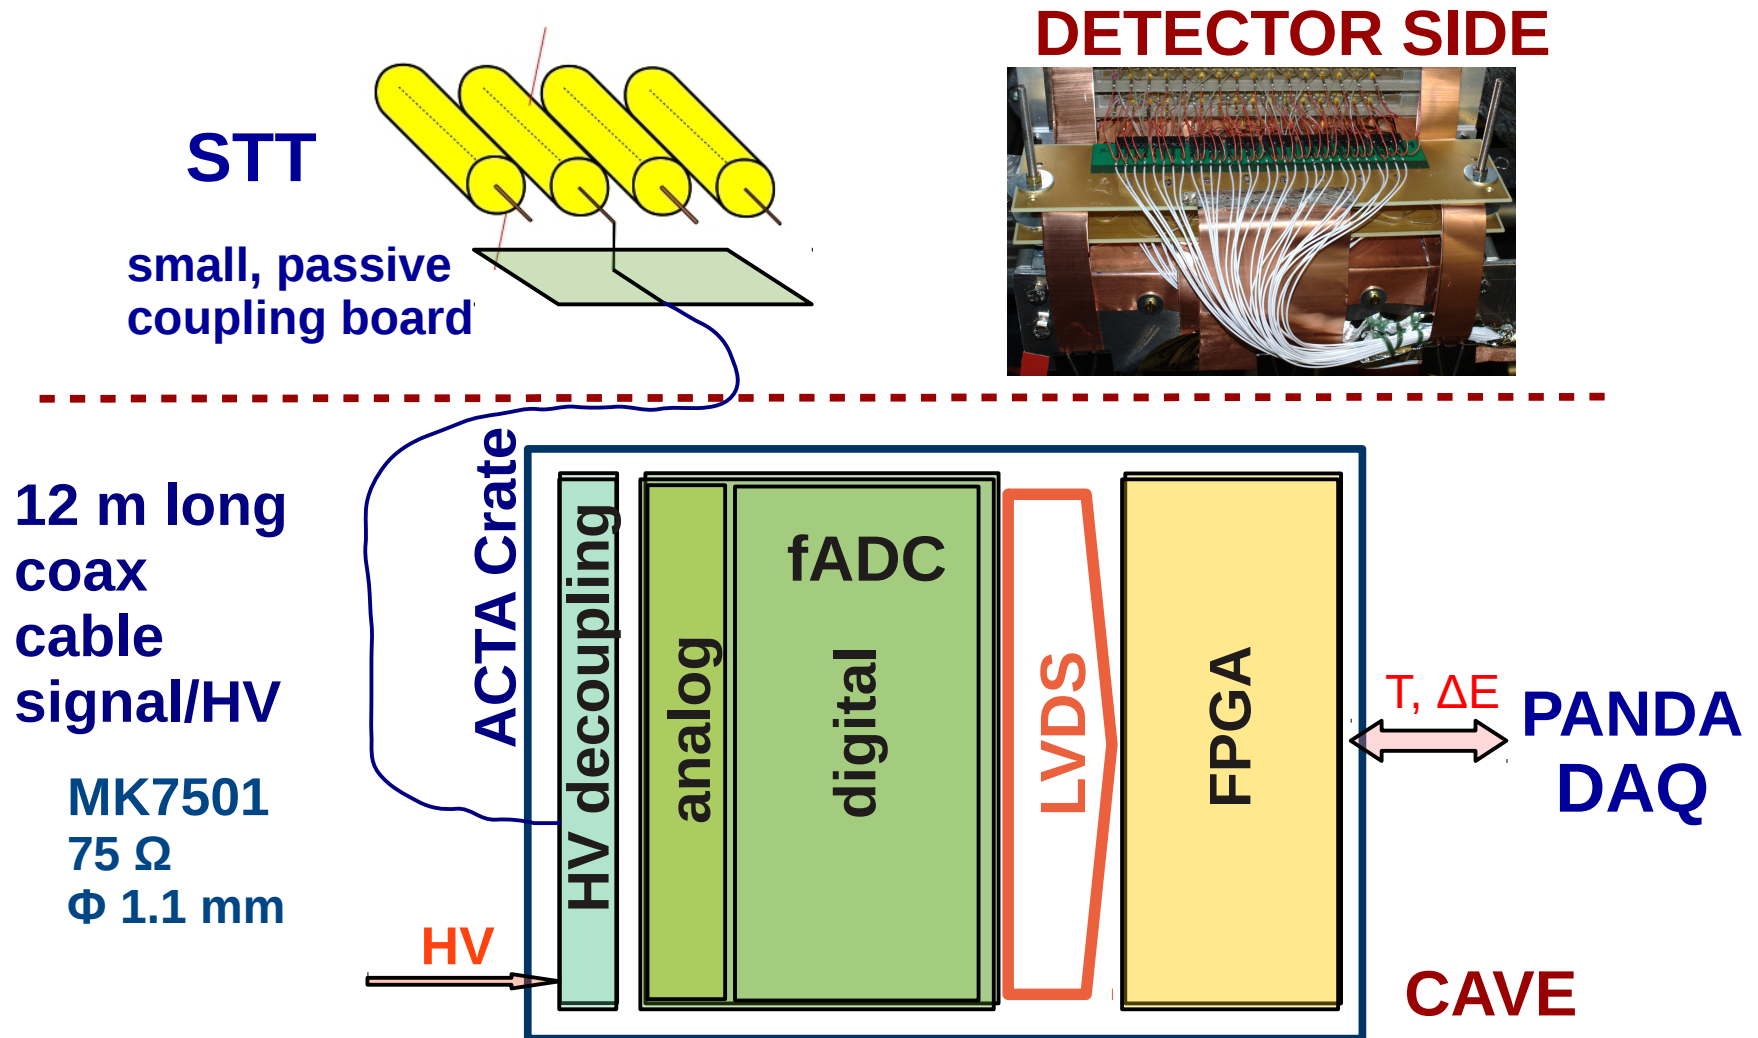 DETECTOR SIDE
STT
small, passive
coupling board
12 m long
coax
cable
signal/HV
MK7501
75 Ω
Φ 1.1 mm
HV
ACTA Crate
HV decoupling
analog
fADC
digital
LVDS
FPGA
T, ΔE
PANDA
DAQ
CAVE